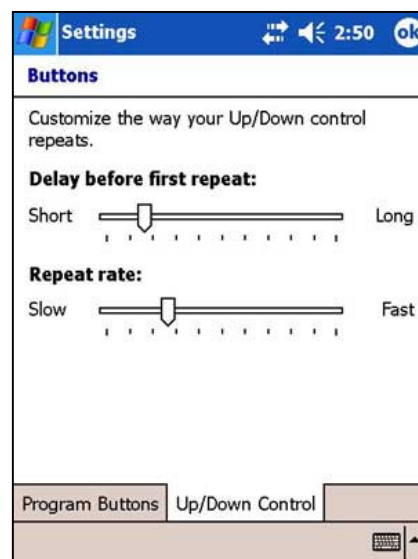 Settings 2:50 ok
Buttons
Customize the way your Up/Down control
repeats.
Delay before first repeat:
Short Long
Repeat rate:
Slow Fast
Program Buttons Up/Down Control